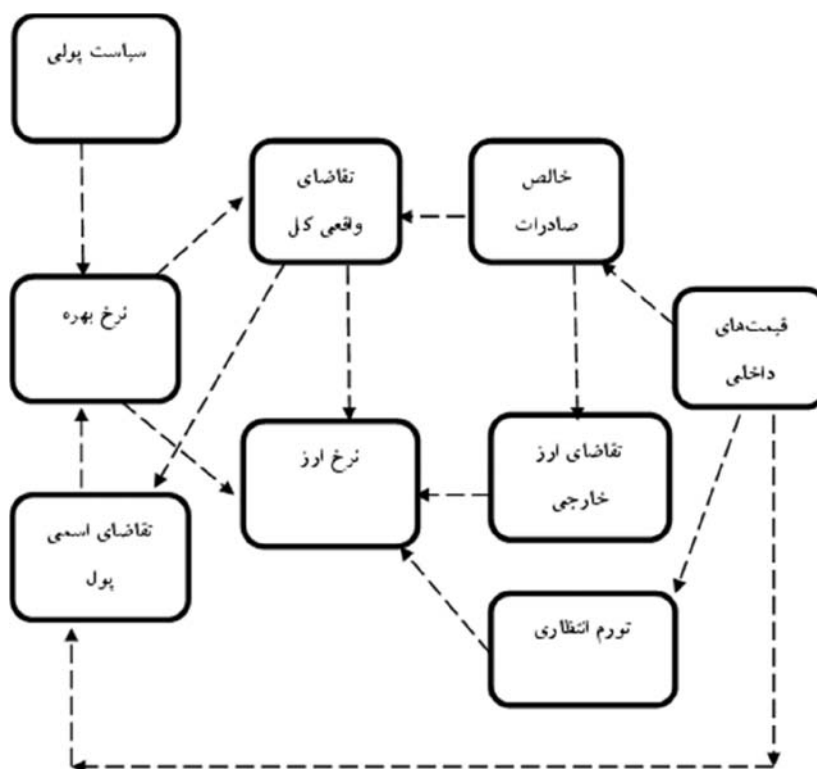 سیاست پولی
تقاضای
واقعی کل
خالص
صادرات
نرخ بهره
قیمت‌های
داخلی
نرخ ارز
تقاضای ارز
خارجی
تقاضای اسمی
پول
تورم انتظاری